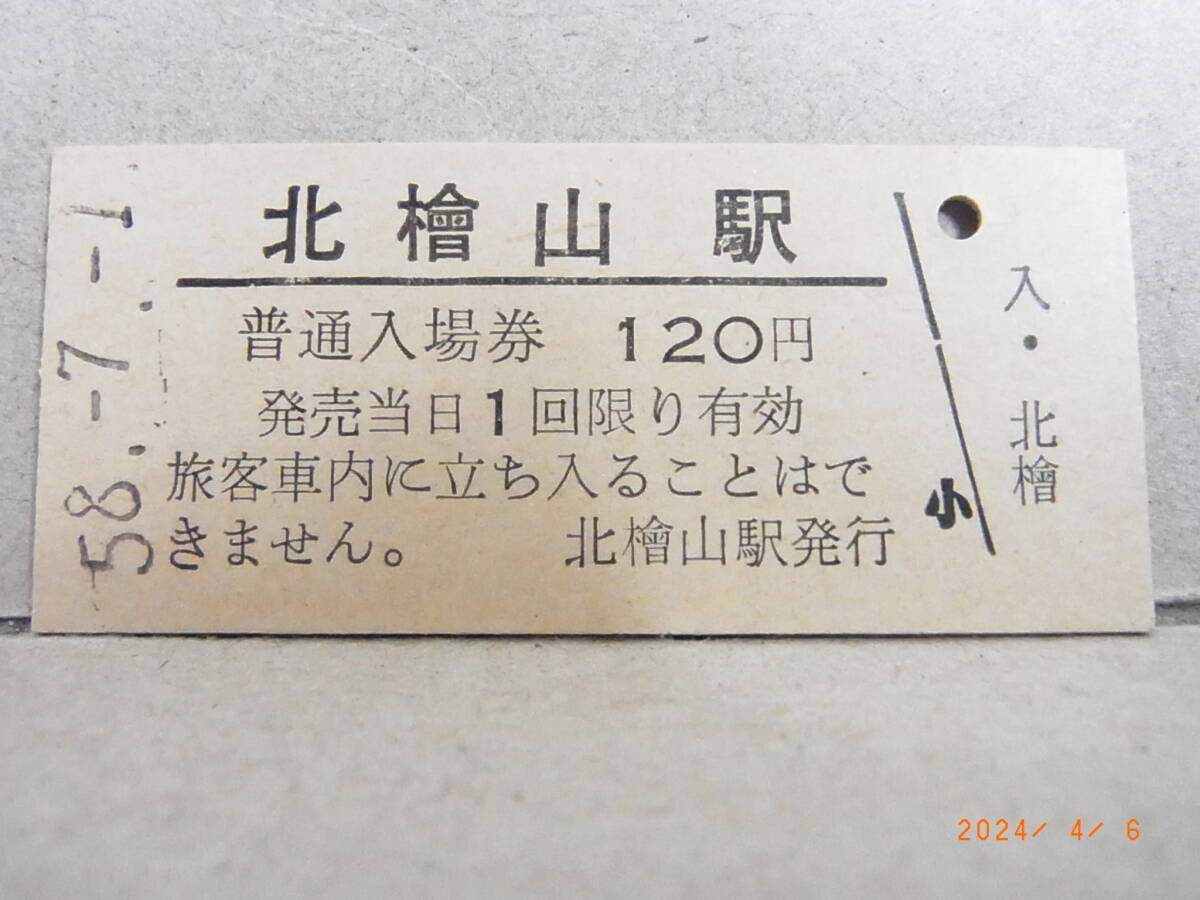 58.-7.-1
北檜山駅
普通入場券 120円
発売当日1回限り有効
旅客車内に立ち入ることはで
きません。 北檜山駅発行
小
入・北檜
2024/ 4/ 6